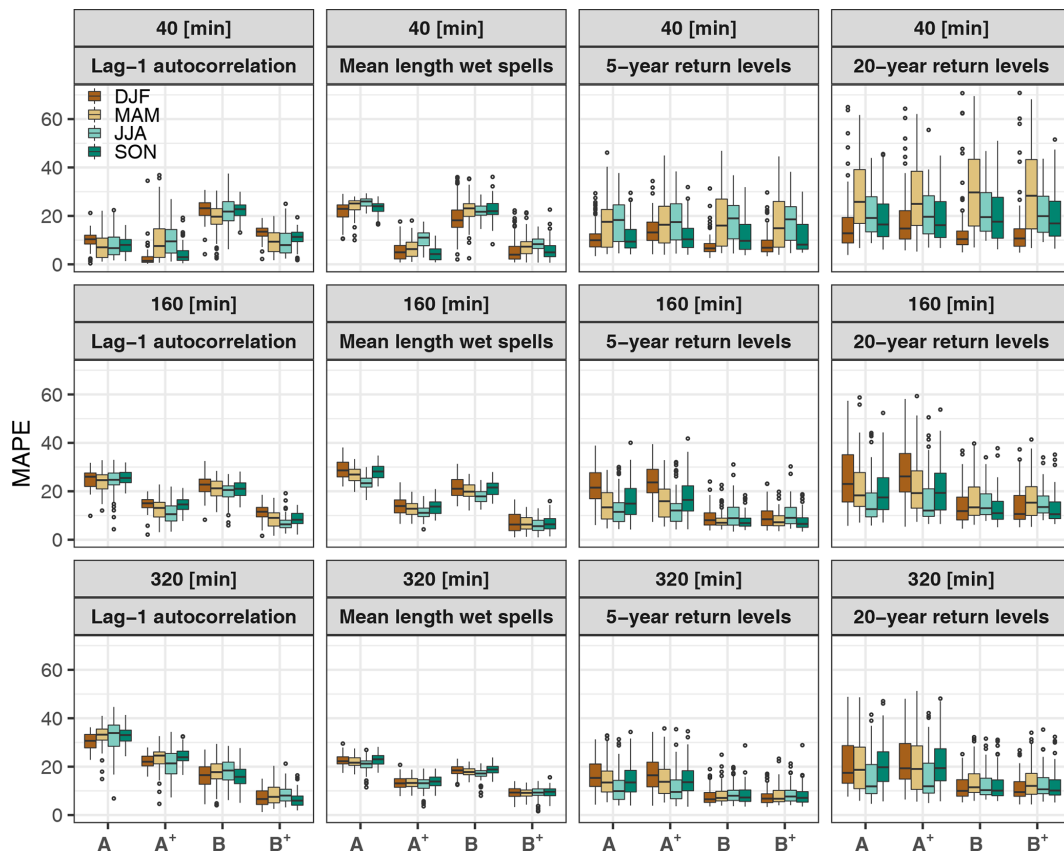 40 [min] 40 [min] 40 [min] 40 [min]
Lag−1 autocorrelation Mean length wet spells 5−year return levels 20−year return levels
DJF
MAM
JJA
SON
60
40
20
0
160 [min] 160 [min] 160 [min] 160 [min]
Lag−1 autocorrelation Mean length wet spells 5−year return levels 20−year return levels
MAPE
60
40
20
0
320 [min] 320 [min] 320 [min] 320 [min]
Lag−1 autocorrelation Mean length wet spells 5−year return levels 20−year return levels
60
40
20
0
A A⁺ B B⁺ A A⁺ B B⁺ A A⁺ B B⁺ A A⁺ B B⁺